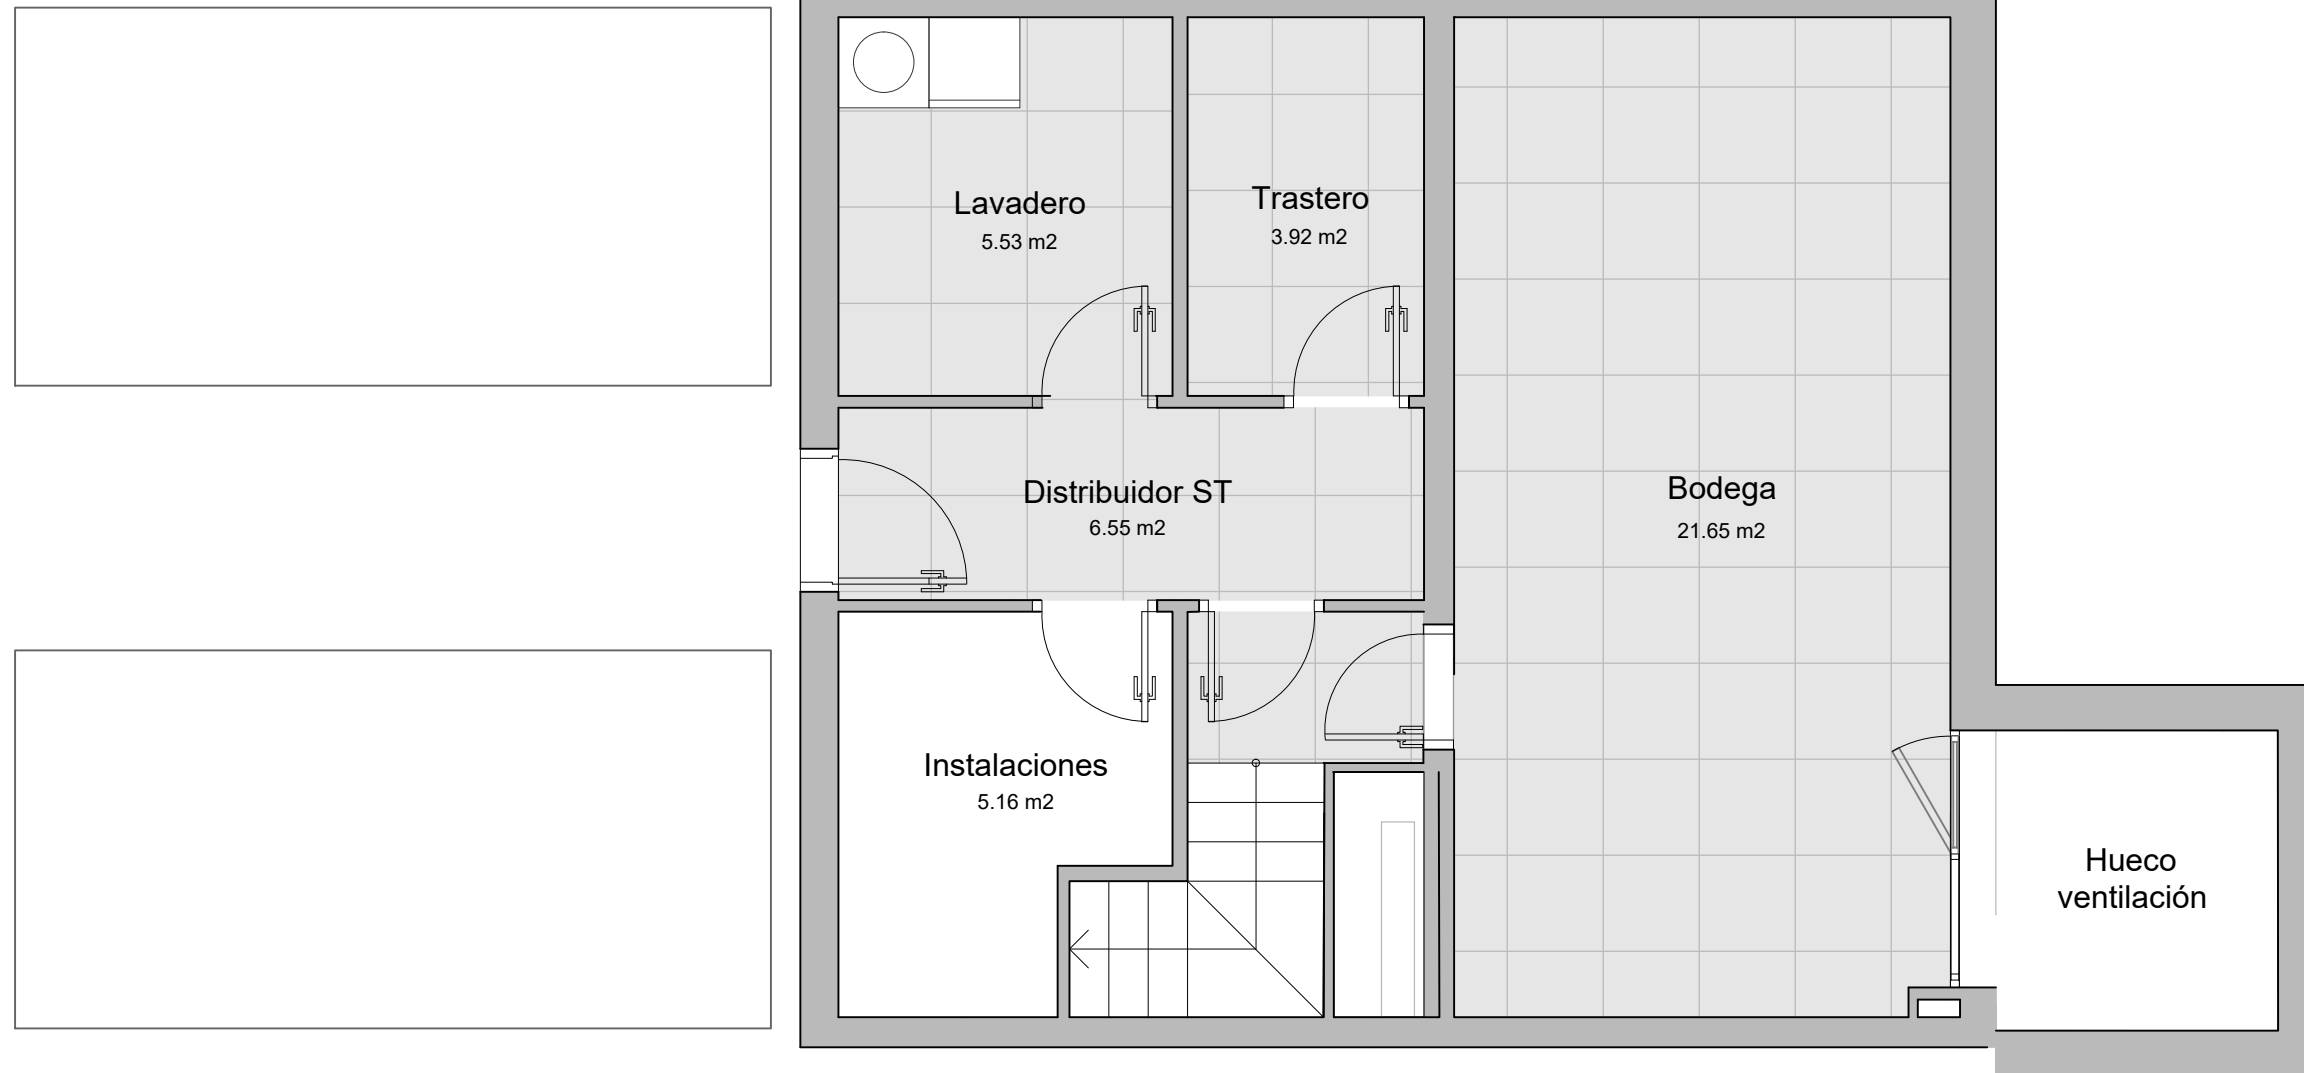 Lavadero
5.53 m2
Trastero
3.92 m2
Distribuidor ST
6.55 m2
Bodega
21.65 m2
Instalaciones
5.16 m2
Hueco
ventilación